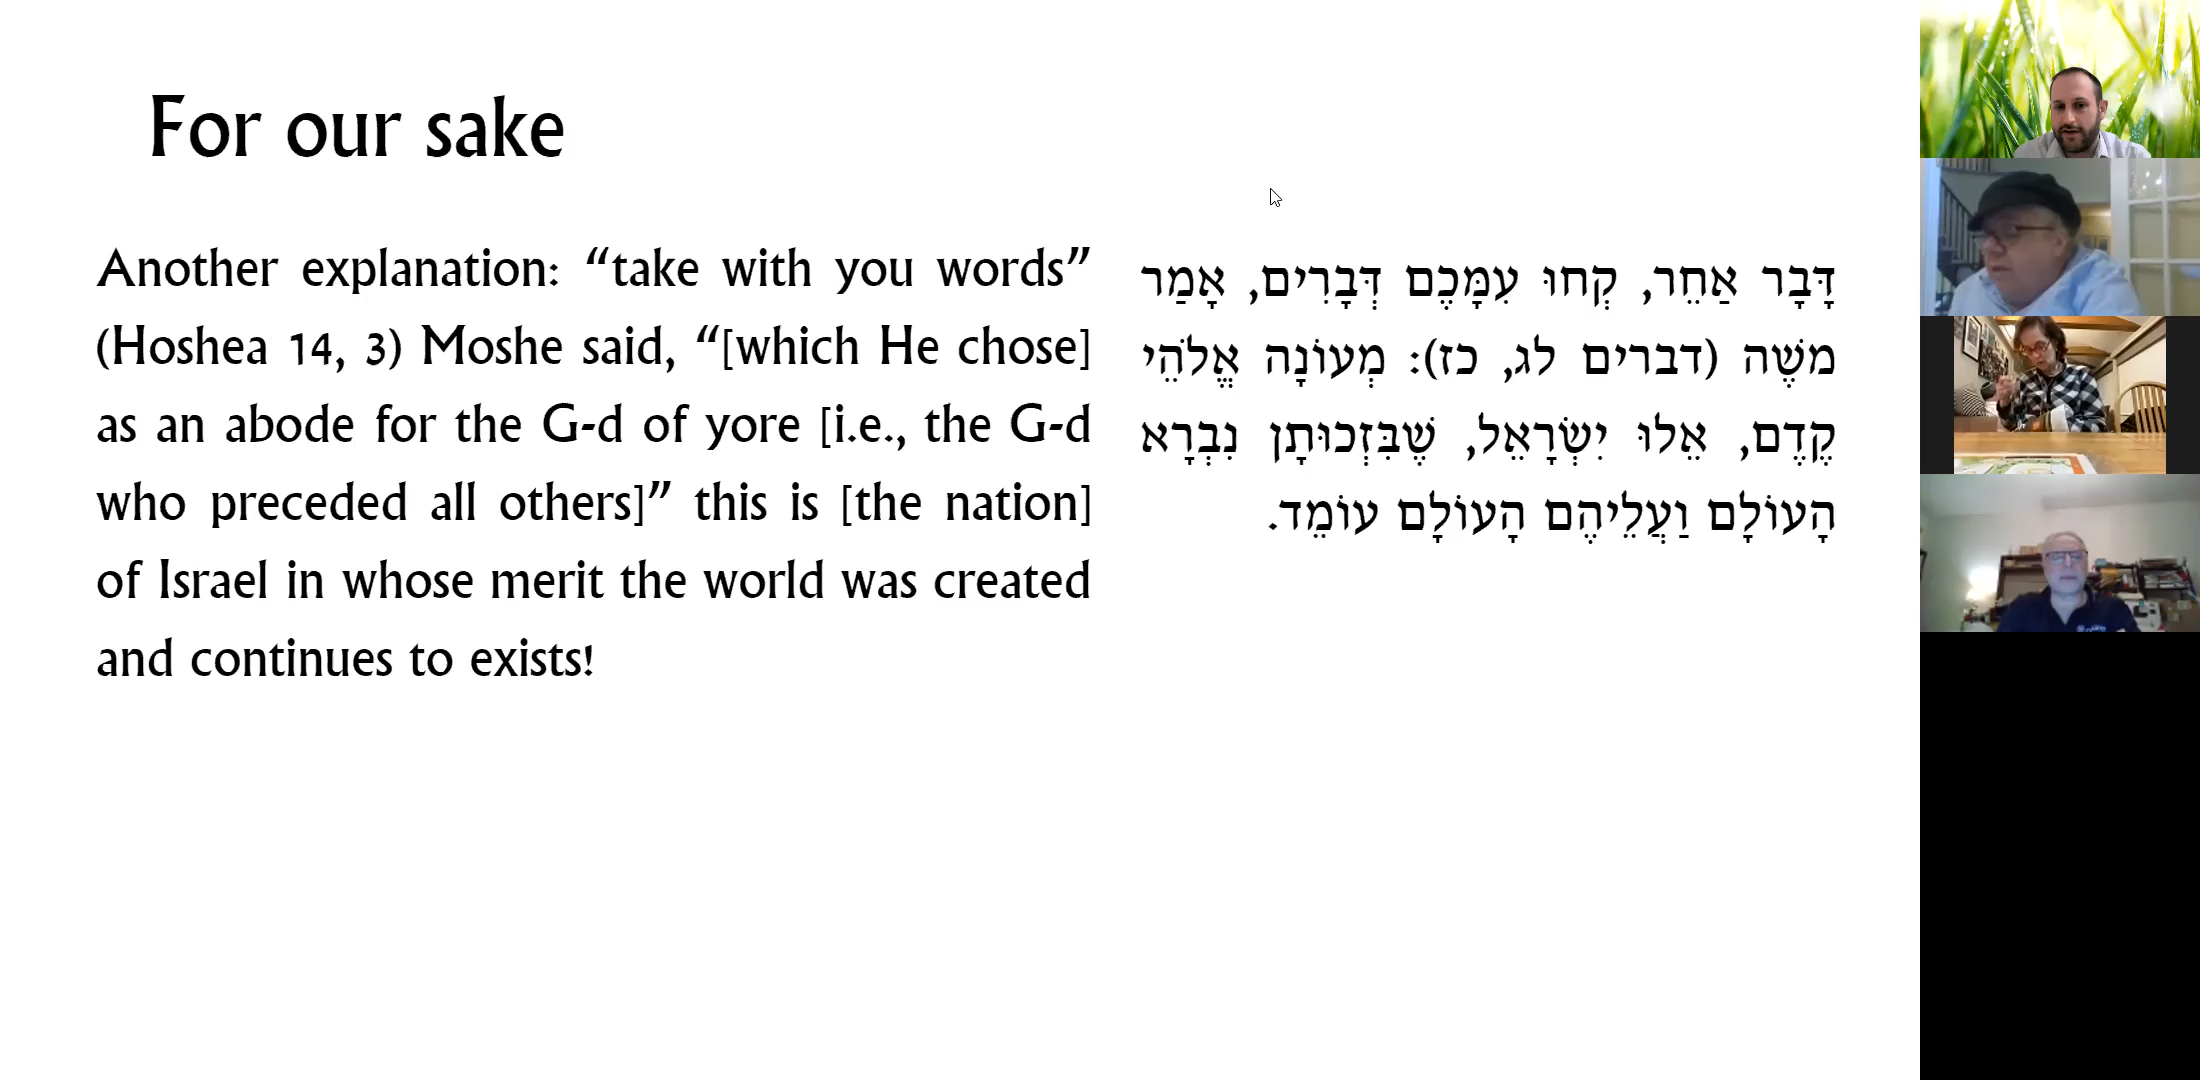 For our sake
Another explanation: “take with you words”
(Hoshea 14, 3) Moshe said, “[which He chose]
as an abode for the G-d of yore [i.e., the G-d
who preceded all others]” this is [the nation]
of Israel in whose merit the world was created
and continues to exists!
דָּבָר אַחֵר, קְחוּ עִמָּכֶם דְּבָרִים, אָמַר
משֶׁה (דברים לג, כז): מְעוֹנָה אֱלֹהֵי
קֶדֶם, אֵלּוּ יִשְׂרָאֵל, שֶׁבִּזְכוּתָן נִבְרָא
הָעוֹלָם וַעֲלֵיהֶם הָעוֹלָם עוֹמֵד.